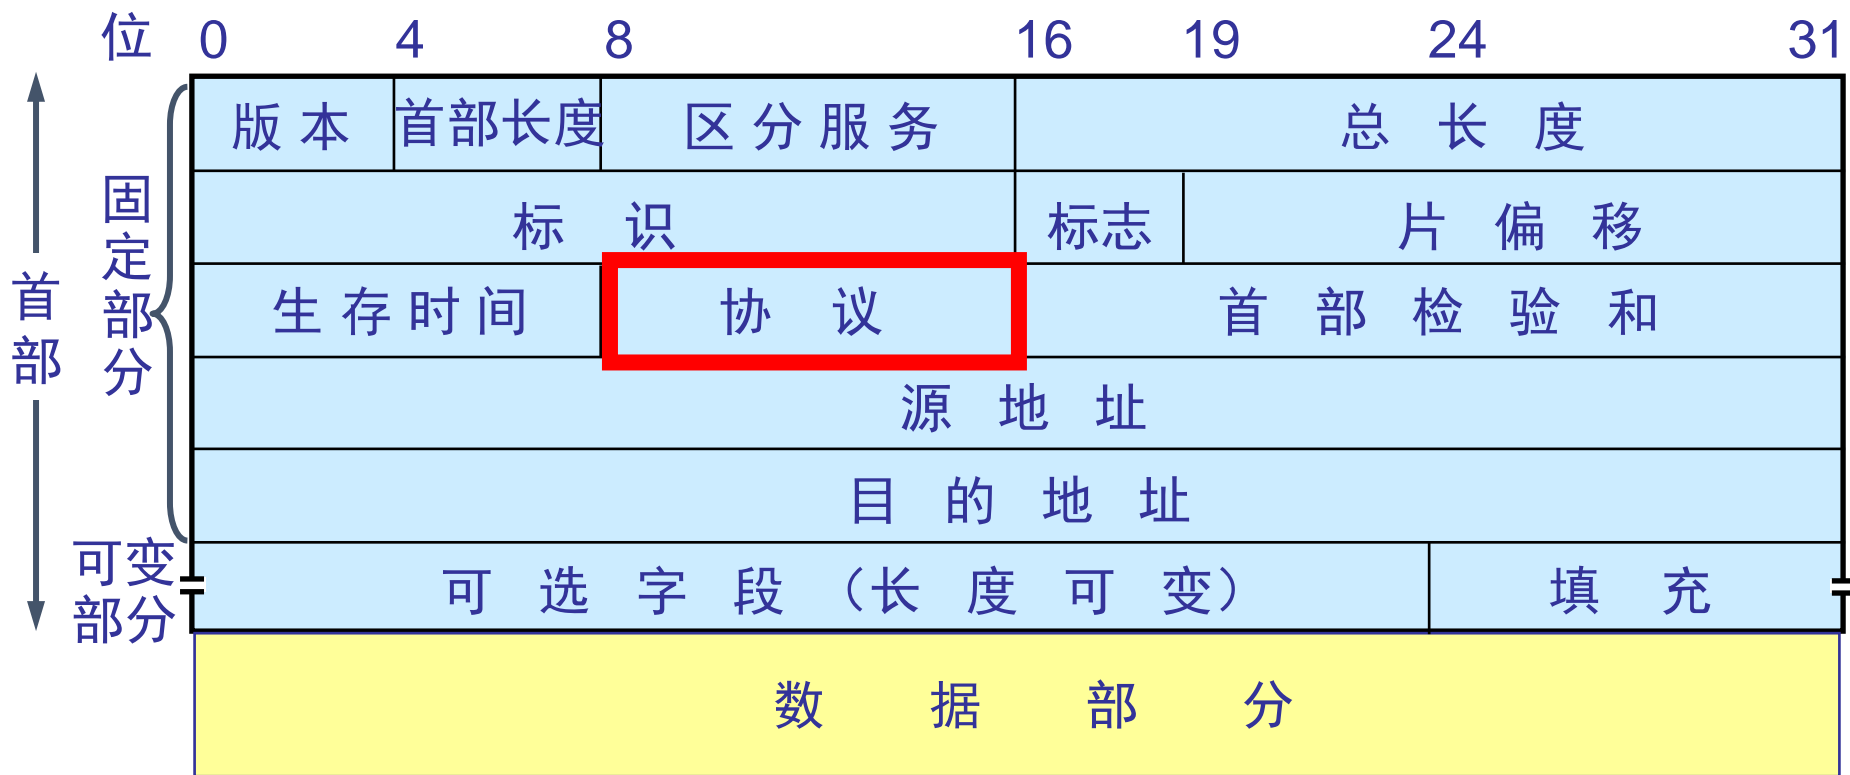 位 0 4 8 16 19 24 31
版本 首部长度 区分服务 总长度
标识 标志 片偏移
生存时间 协议 首部检验和
源地址
目的地址
可选字段（长度可变） 填充
数据部分
首部
固定部分
可变
部分